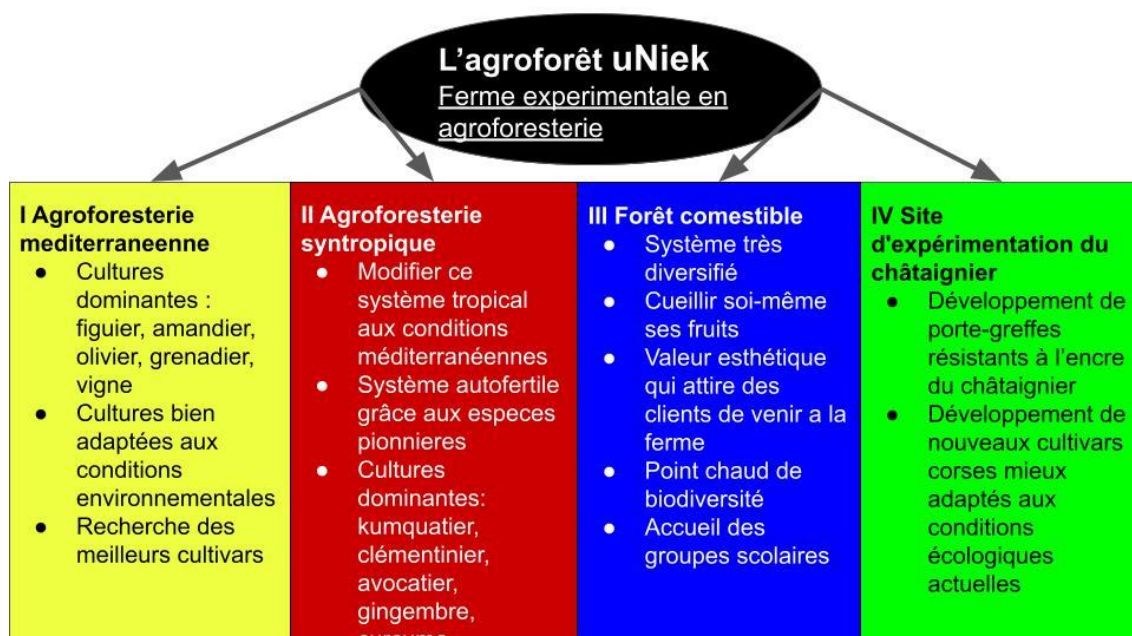 L'agroforêt uNiek
Ferme experimentale en
agroforesterie
I Agroforesterie
mediterraneenne
● Cultures
dominantes :
figuier, amandier,
olivier, grenadier,
vigne
● Cultures bien
adaptées aux
conditions
environnementales
● Recherche des
meilleurs cultivars
II Agroforesterie
syntropique
● Modifier ce
système tropical
aux conditions
méditerranéennes
● Système autofertile
grâce aux especes
pionnieres
● Cultures
dominantes:
kumquatier,
clémentinier,
avocatier,
gingembre,
III Forêt comestible
● Système très
diversifié
● Cueillir soi-même
ses fruits
● Valeur esthétique
qui attire des
clients de venir a la
ferme
● Point chaud de
biodiversité
● Accueil des
groupes scolaires
IV Site
d'expérimentation du
châtaignier
● Développement de
porte-greffes
résistants à l'encre
du châtaignier
● Développement de
nouveaux cultivars
corses mieux
adaptés aux
conditions
écologiques
actuelles